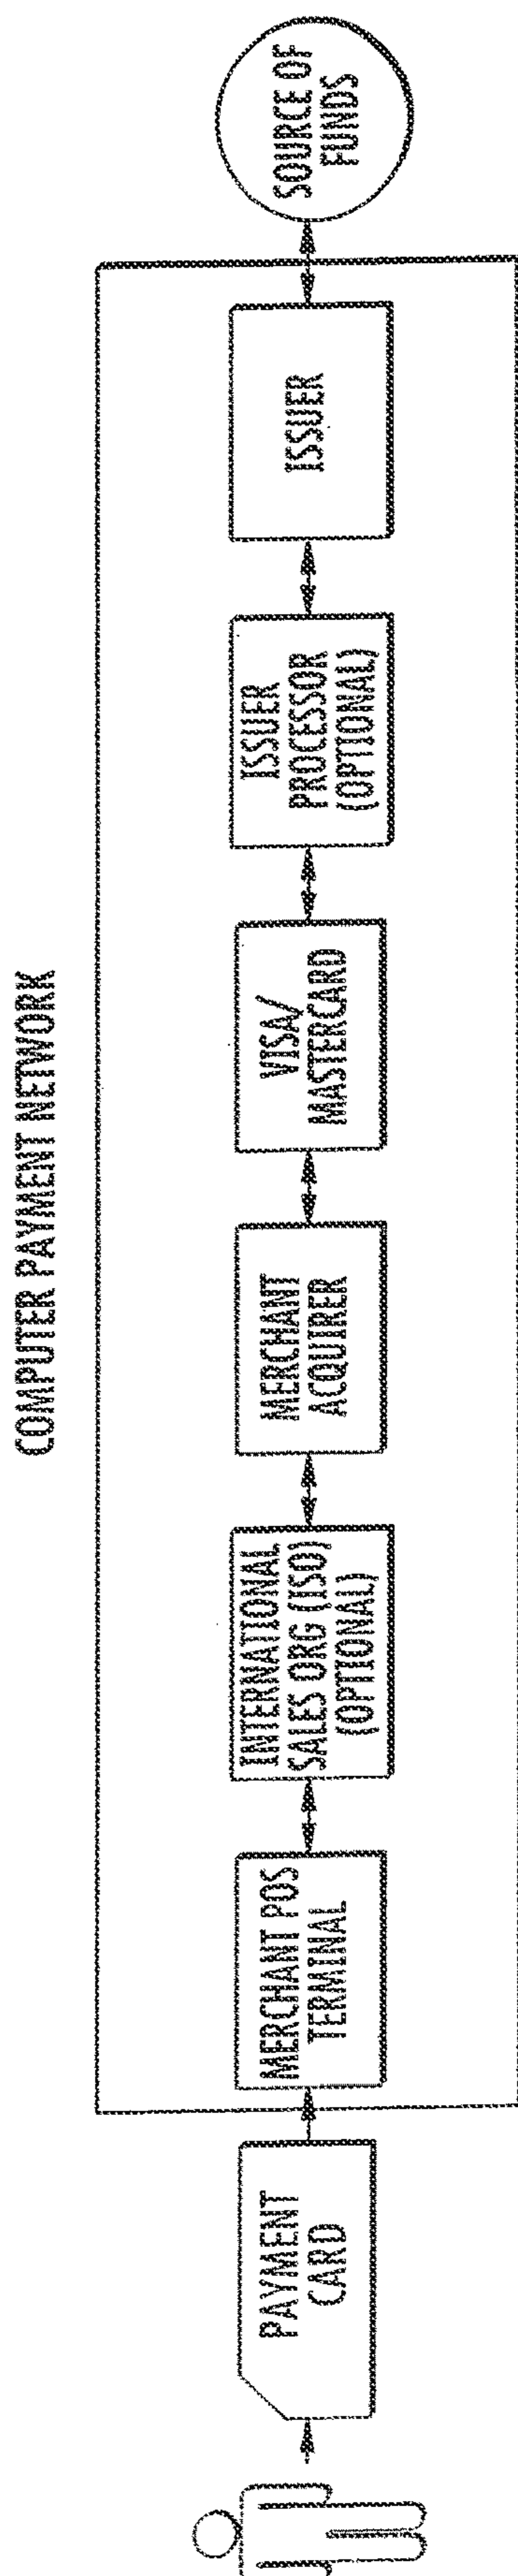 COMPUTER PAYMENT NETWORK
PAYMENT
CARD
MERCHANT POS
TERMINAL
INTERNATIONAL
SALES ORG (ISO)
(OPTIONAL)
MERCHANT
ACQUIRER
VISA/
MASTERCARD
ISSUER
PROCESSOR
(OPTIONAL)
ISSUER
SOURCE OF
FUNDS